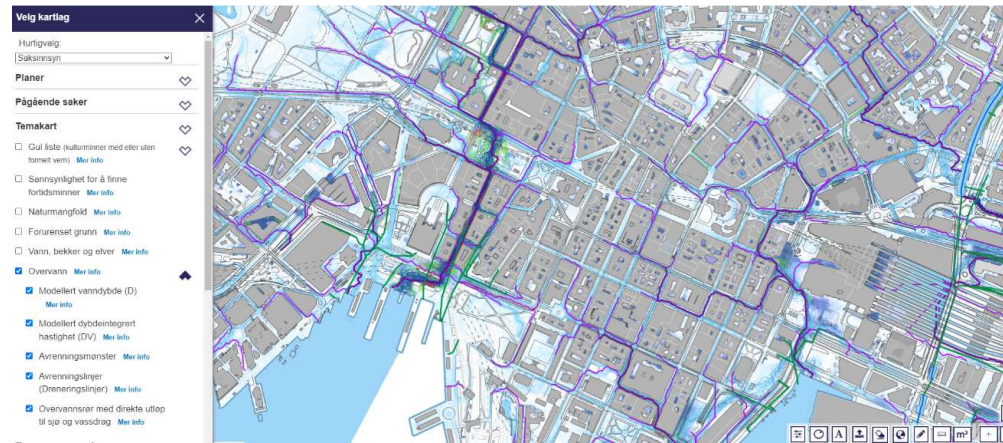 Velg kartlag
Hurtigvalg:
Saksinnsyn
Planer
Pågående saker
Temakart
Gul liste (kulturminner med eller uten
formelt vern) Mer info
Sannsynlighet for å finne
fortidsminner Mer info
Naturmangfold Mer info
Forurenset grunn Mer info
Vann, bekker og elver Mer info
Overvann Mer info
Modellert vanndybde (D)
Mer info
Modellert dybdeintegrert
hastighet (DV) Mer info
Avrenningsmønster Mer info
Avrenningslinjer
(Dreneringslinjer) Mer info
Overvannsrør med direkte utløp
til sjø og vassdrag Mer info
A
m²